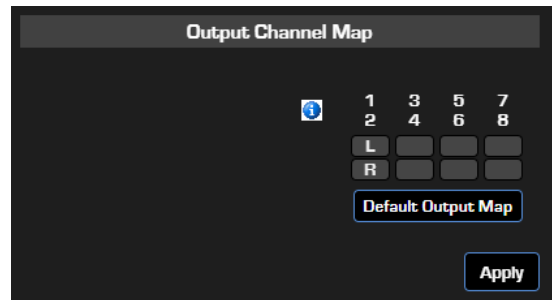 Output Channel Map
1 3 5 7
2 4 6 8
L
R
Default Output Map
Apply